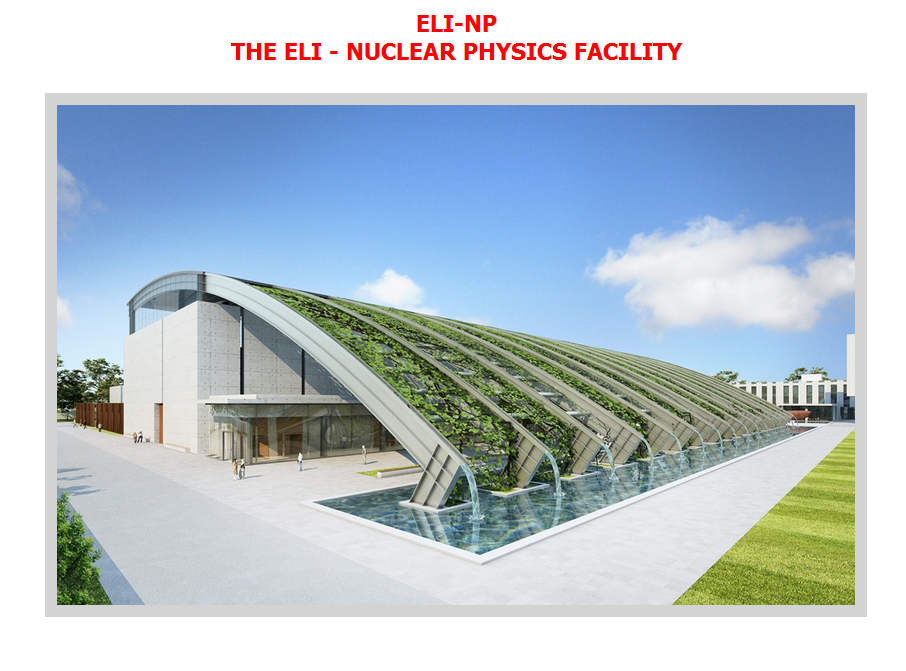 ELI-NP
THE ELI - NUCLEAR PHYSICS FACILITY